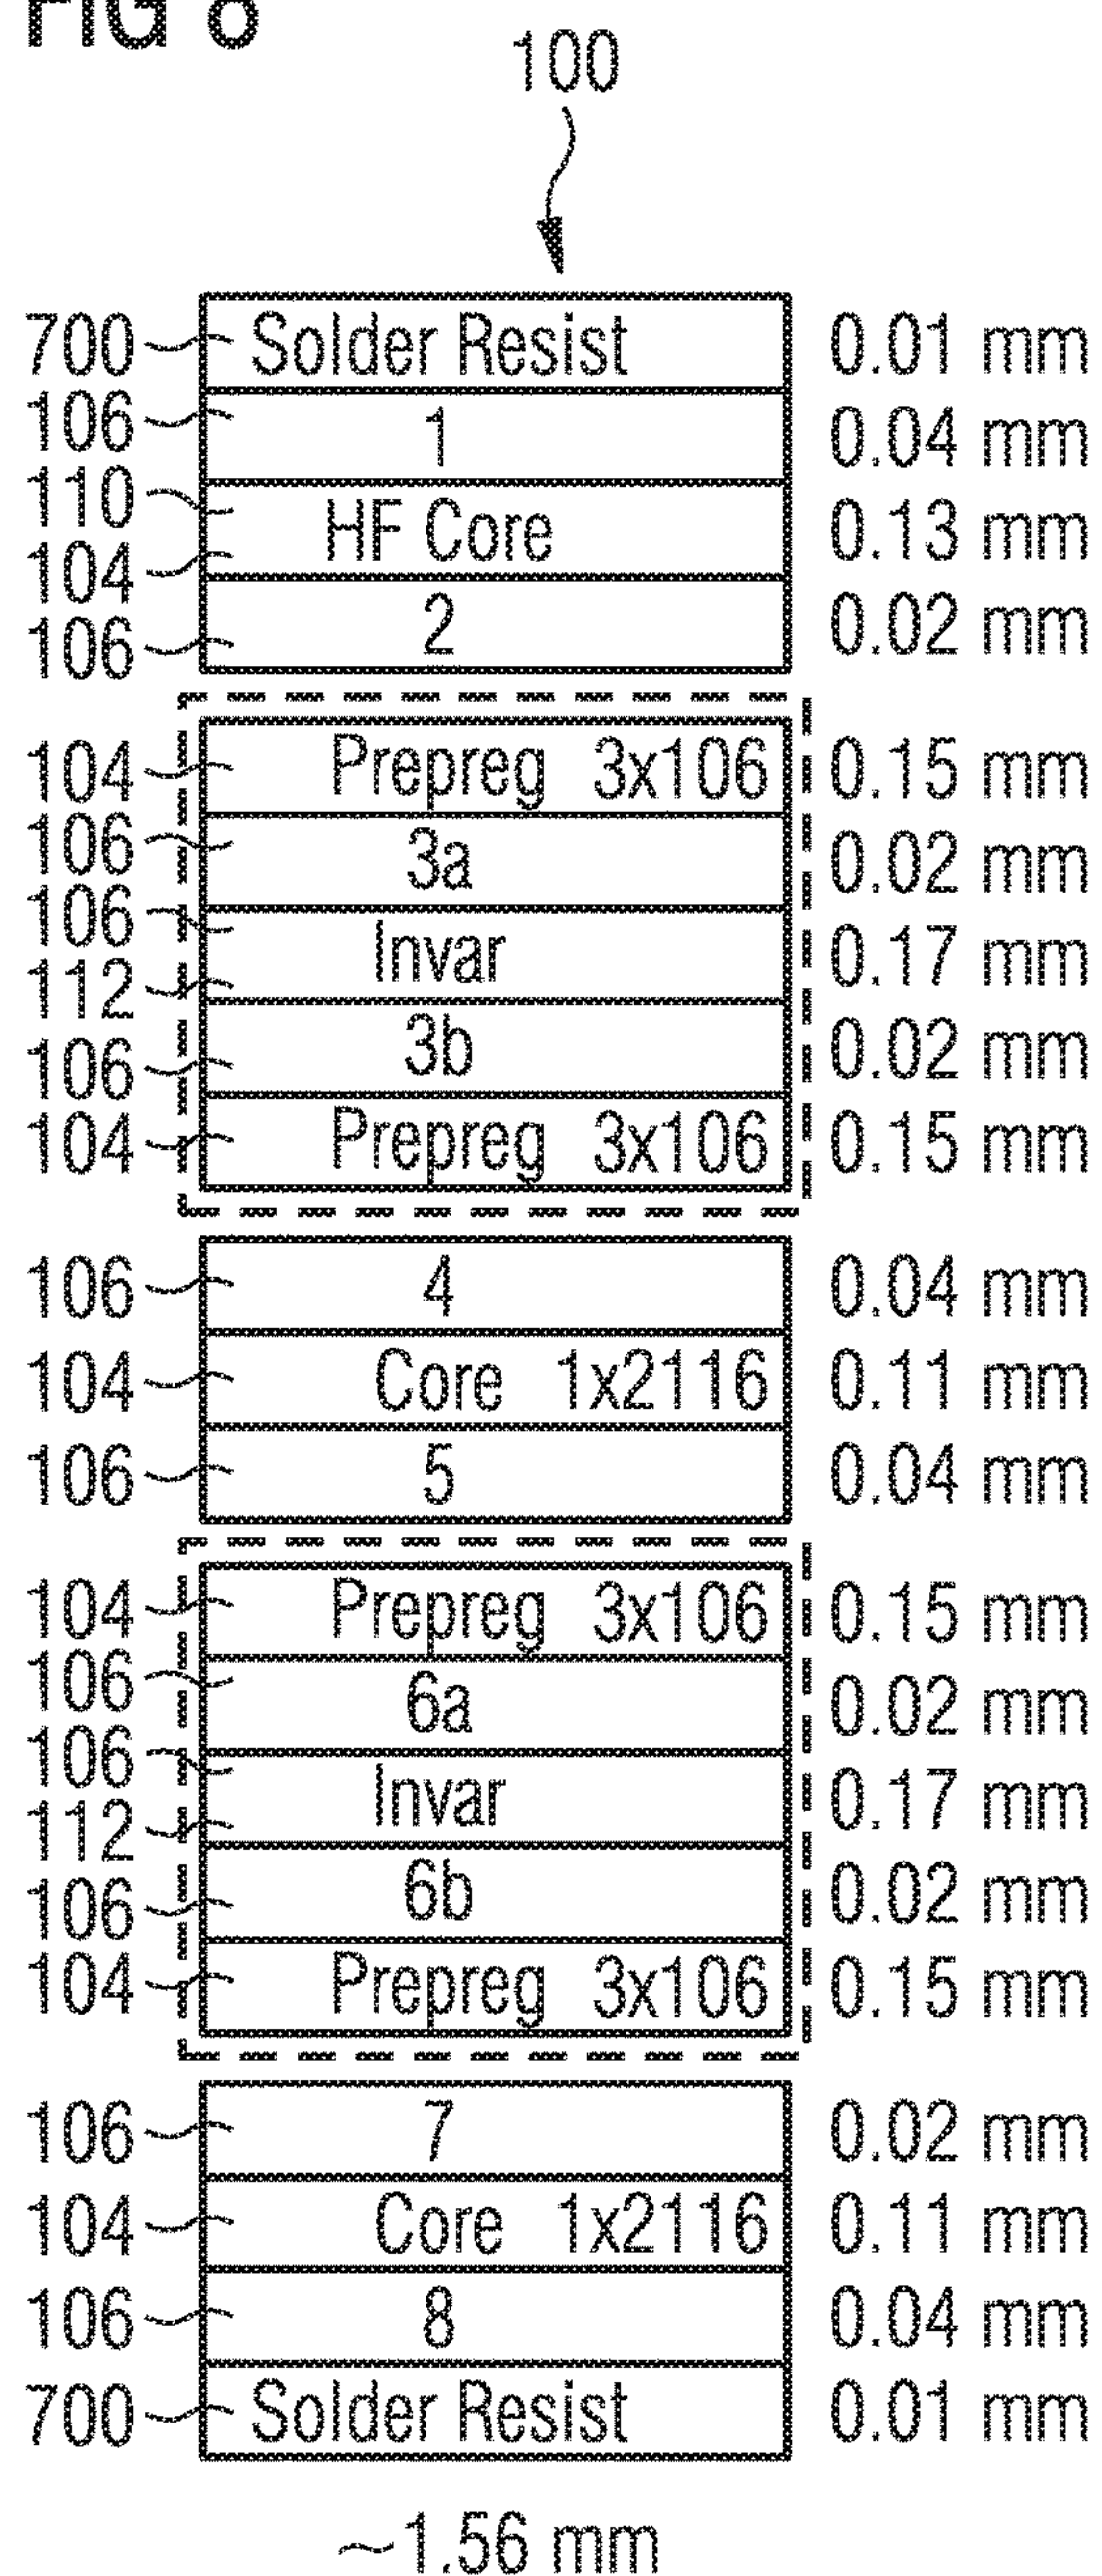 FIG 8
100
700 Solder Resist 0.01 mm
106 1 0.04 mm
110 HF Core 0.13 mm
104
106 2 0.02 mm
104 Prepreg 3x106 0.15 mm
106 3a 0.02 mm
106 Invar 0.17 mm
112
106 3b 0.02 mm
104 Prepreg 3x106 0.15 mm
106 4 0.04 mm
104 Core 1x2116 0.11 mm
106 5 0.04 mm
104 Prepreg 3x106 0.15 mm
106 6a 0.02 mm
106 Invar 0.17 mm
112
106 6b 0.02 mm
104 Prepreg 3x106 0.15 mm
106 7 0.02 mm
104 Core 1x2116 0.11 mm
106 8 0.04 mm
700 Solder Resist 0.01 mm
~1.56 mm